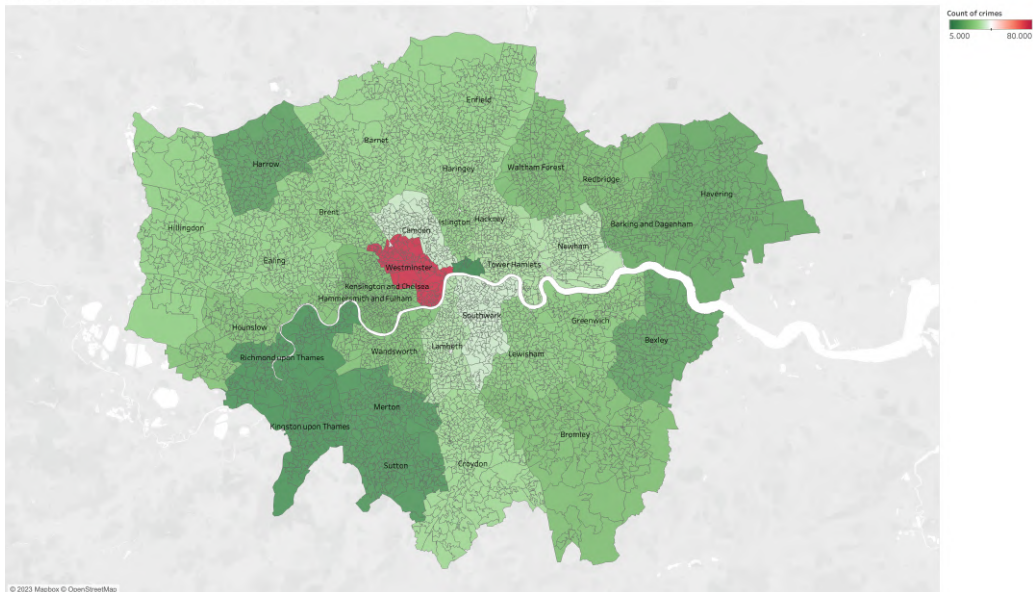 Count of crimes
5.000 80.000
Enfield
Barnet
Harrow
Haringey
Waltham Forest
Redbridge
Havering
Brent
Hillingdon
Camden
Islington
Hackney
Barking and Dagenham
Newham
Ealing
Westminster
Tower Hamlets
Kensington and Chelsea
Hammersmith and Fulham
Hounslow
Southwark
Greenwich
Bexley
Lambeth
Wandsworth
Lewisham
Richmond upon Thames
Merton
Kingston upon Thames
Bromley
Croydon
Sutton
© 2023 Mapbox © OpenStreetMap